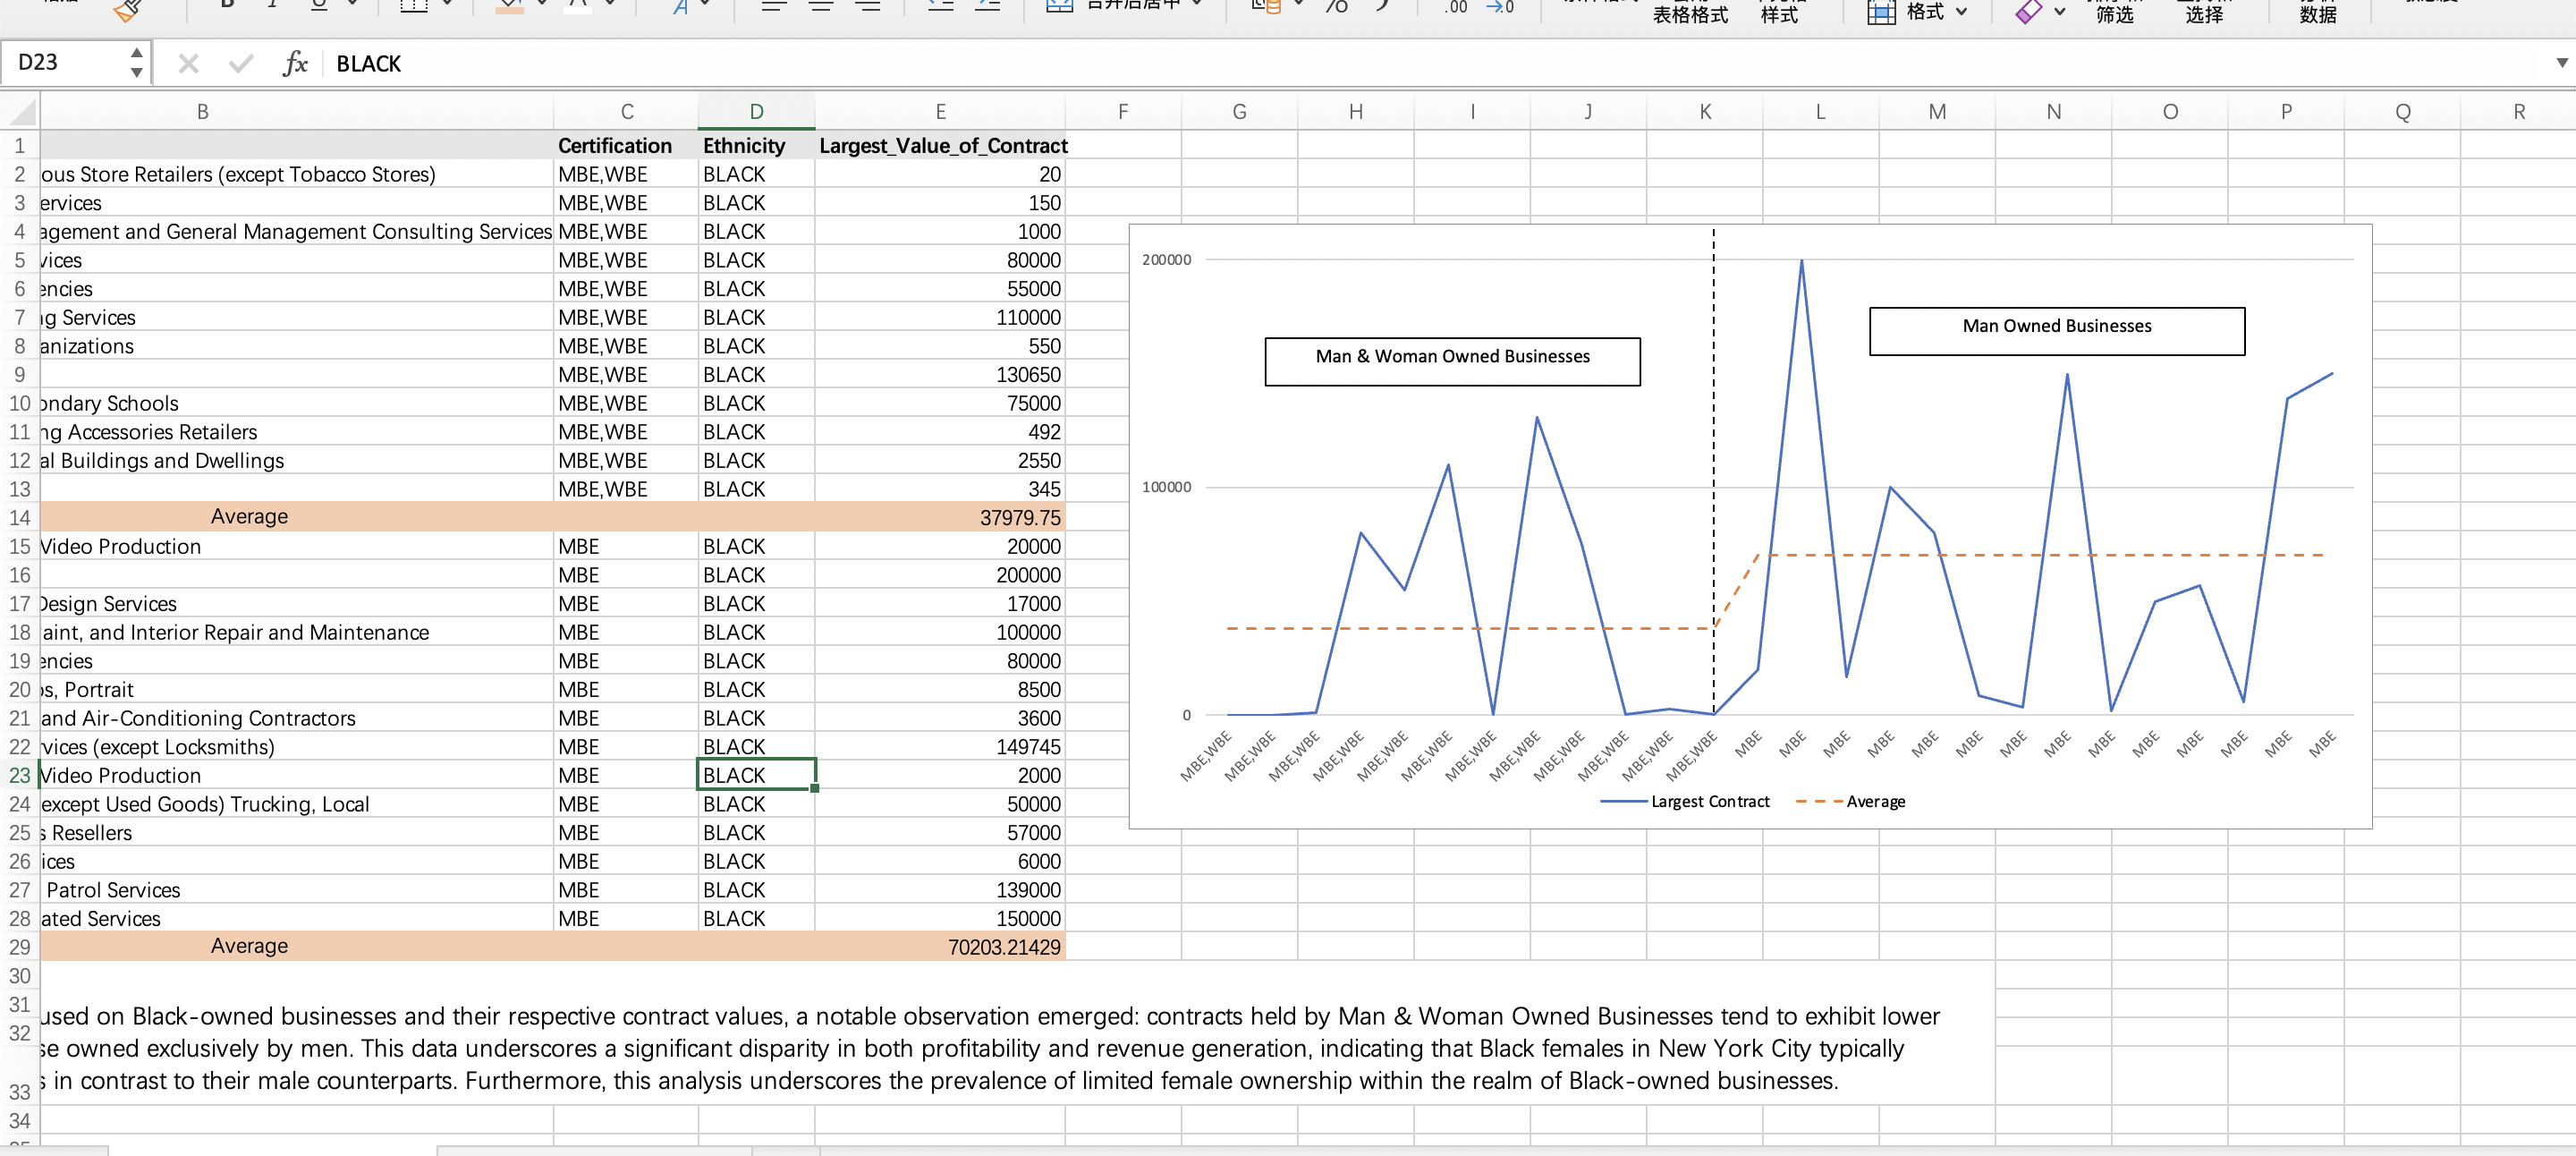 合并后居中
.00 →.0
表格格式
样式
格式
筛选
选择
数据
D23 fx BLACK
B C D E F G H I J K L M N O P Q R
1 Certification Ethnicity Largest_Value_of_Contract
2 ous Store Retailers (except Tobacco Stores) MBE,WBE BLACK 20
3 ervices MBE,WBE BLACK 150
4 agement and General Management Consulting Services MBE,WBE BLACK 1000
5 vices MBE,WBE BLACK 80000
6 encies MBE,WBE BLACK 55000
7 ng Services MBE,WBE BLACK 110000
8 anizations MBE,WBE BLACK 550
9 MBE,WBE BLACK 130650
10 ondary Schools MBE,WBE BLACK 75000
11 ng Accessories Retailers MBE,WBE BLACK 492
12 al Buildings and Dwellings MBE,WBE BLACK 2550
13 MBE,WBE BLACK 345
14 Average 37979.75
15 Video Production MBE BLACK 20000
16 MBE BLACK 200000
17 Design Services MBE BLACK 17000
18 aint, and Interior Repair and Maintenance MBE BLACK 100000
19 encies MBE BLACK 80000
20 os, Portrait MBE BLACK 8500
21 and Air-Conditioning Contractors MBE BLACK 3600
22 rvices (except Locksmiths) MBE BLACK 149745
23 Video Production MBE BLACK 2000
24 except Used Goods) Trucking, Local MBE BLACK 50000
25 s Resellers MBE BLACK 57000
26 ices MBE BLACK 6000
27 Patrol Services MBE BLACK 139000
28 ated Services MBE BLACK 150000
29 Average 70203.21429
30
31
32
33
34
used on Black-owned businesses and their respective contract values, a notable observation emerged: contracts held by Man & Woman Owned Businesses tend to exhibit lower
se owned exclusively by men. This data underscores a significant disparity in both profitability and revenue generation, indicating that Black females in New York City typically
s in contrast to their male counterparts. Furthermore, this analysis underscores the prevalence of limited female ownership within the realm of Black-owned businesses.
200000
100000
0
Man & Woman Owned Businesses
Man Owned Businesses
MBE,WBE MBE,WBE MBE,WBE MBE,WBE MBE,WBE MBE,WBE MBE,WBE MBE,WBE MBE,WBE MBE,WBE MBE,WBE MBE,WBE MBE MBE MBE MBE MBE MBE MBE MBE MBE MBE MBE MBE MBE MBE
Largest Contract Average